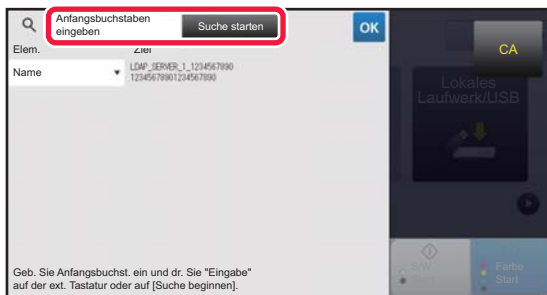 Anfangsbuchstaben
eingeben
Suche starten
OK
CA
Elem.
Ziel
Name
LDAP_SERVER_1_1234567890
12345678901234567890
Lokales
Laufwerk/USB
Geb. Sie Anfangsbuchst. ein und dr. Sie "Eingabe"
auf der ext. Tastatur oder auf [Suche beginnen].
S/W
Start
Farbe
Start